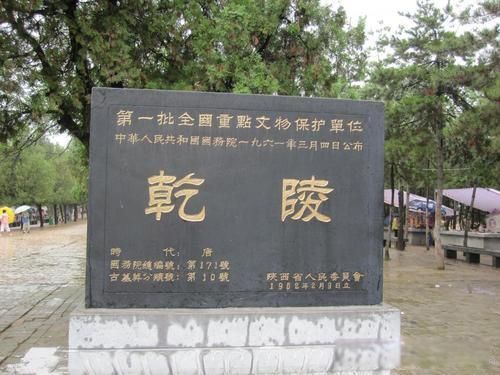 第一批全國重點文物保护單位
中華人民共和國國務院一九六一年三月四日公布
乾陵
時代：唐
國務院總編號：第171號
古墓葬分類號：第10號
陝西省人民委員會
1962年2月9日立